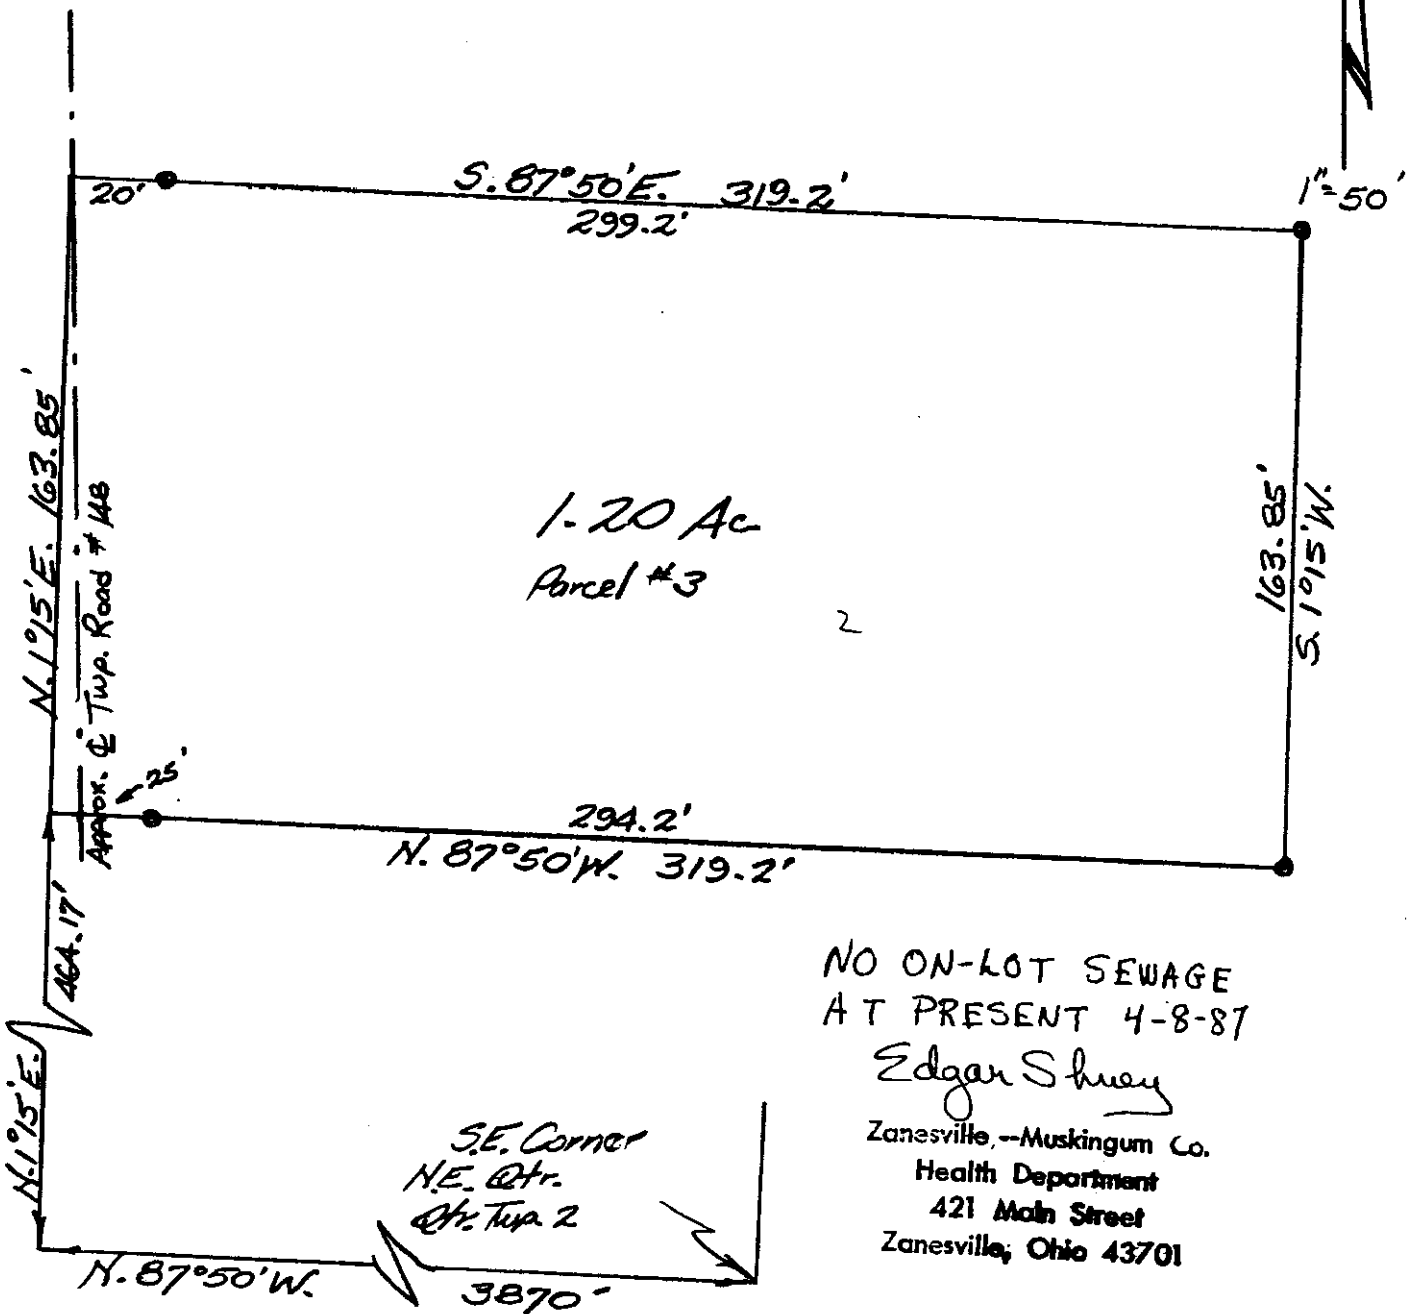 1"=50'
S. 87°50'E. 319.2'
20'
299.2'
N. 1°15'E. 163.85'
Approx. ℄ Twp. Road # 148
163.85'
S. 1°15'W.
1.20 Ac
Parcel #3
2
25'
294.2'
N. 87°50'W. 319.2'
464.17'
N. 1°15'E.
NO ON-LOT SEWAGE
AT PRESENT 4-8-87
Edgar Shuey
Zanesville,--Muskingum Co.
Health Department
421 Main Street
Zanesville, Ohio 43701
S.E. Corner
N.E. Qtr.
Qtr. Twp. 2
N. 87°50'W. 3870'